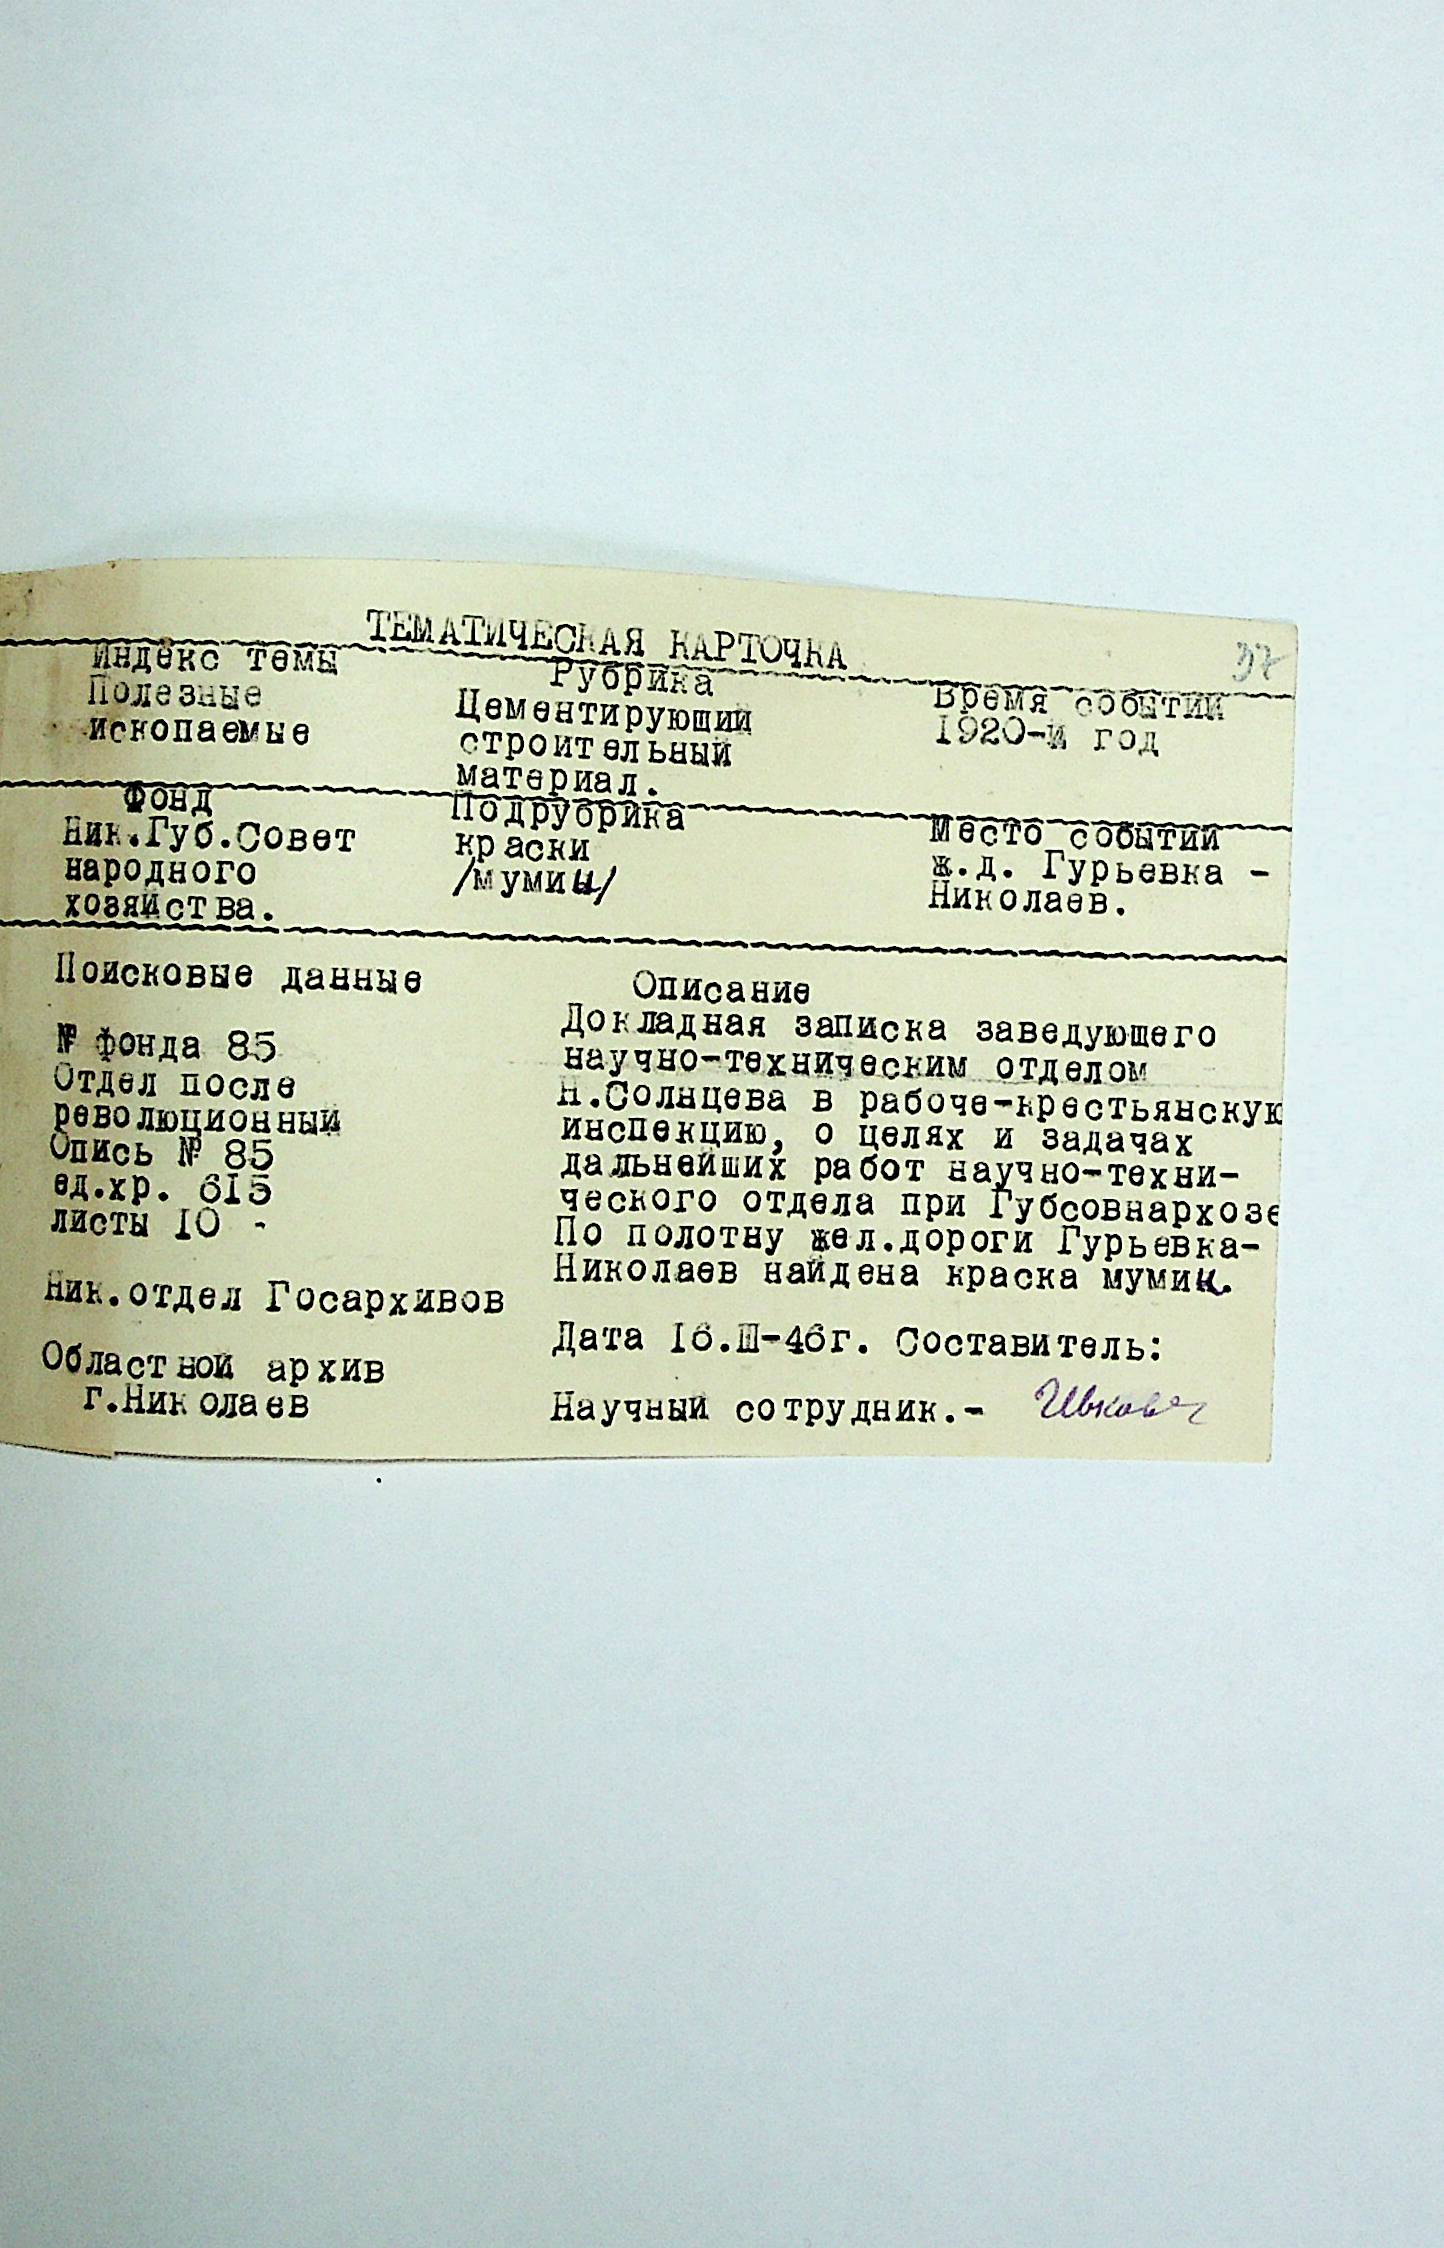 ТЕМАТИЧЕСКАЯ КАРТОЧКА
37
Индекс темы
Полезные
ископаемые
Рубрика
Цементирующий
строительный
материал.
Время событий
1920-й год
Фонд
Ник.Губ.Совет
народного
хозяйства.
Подрубрика
краски
/мумии/
Место событий
ж.д. Гурьевка -
Николаев.
Поисковые данные
№ фонда 85
Отдел после
революционный
Опись № 85
ед.хр. 615
листы 10 -
Ник.отдел Госархивов
Областной архив
г.Николаев
Описание
Докладная записка заведующего
научно-техническим отделом
Н.Солнцева в рабоче-крестьянскую
инспекцию, о целях и задачах
дальнейших работ научно-техни-
ческого отдела при Губсовнархозе
По полотну жел.дороги Гурьевка-
Николаев найдена краска мумии.
Дата 16.Ш-46г. Составитель:
Научный сотрудник.-